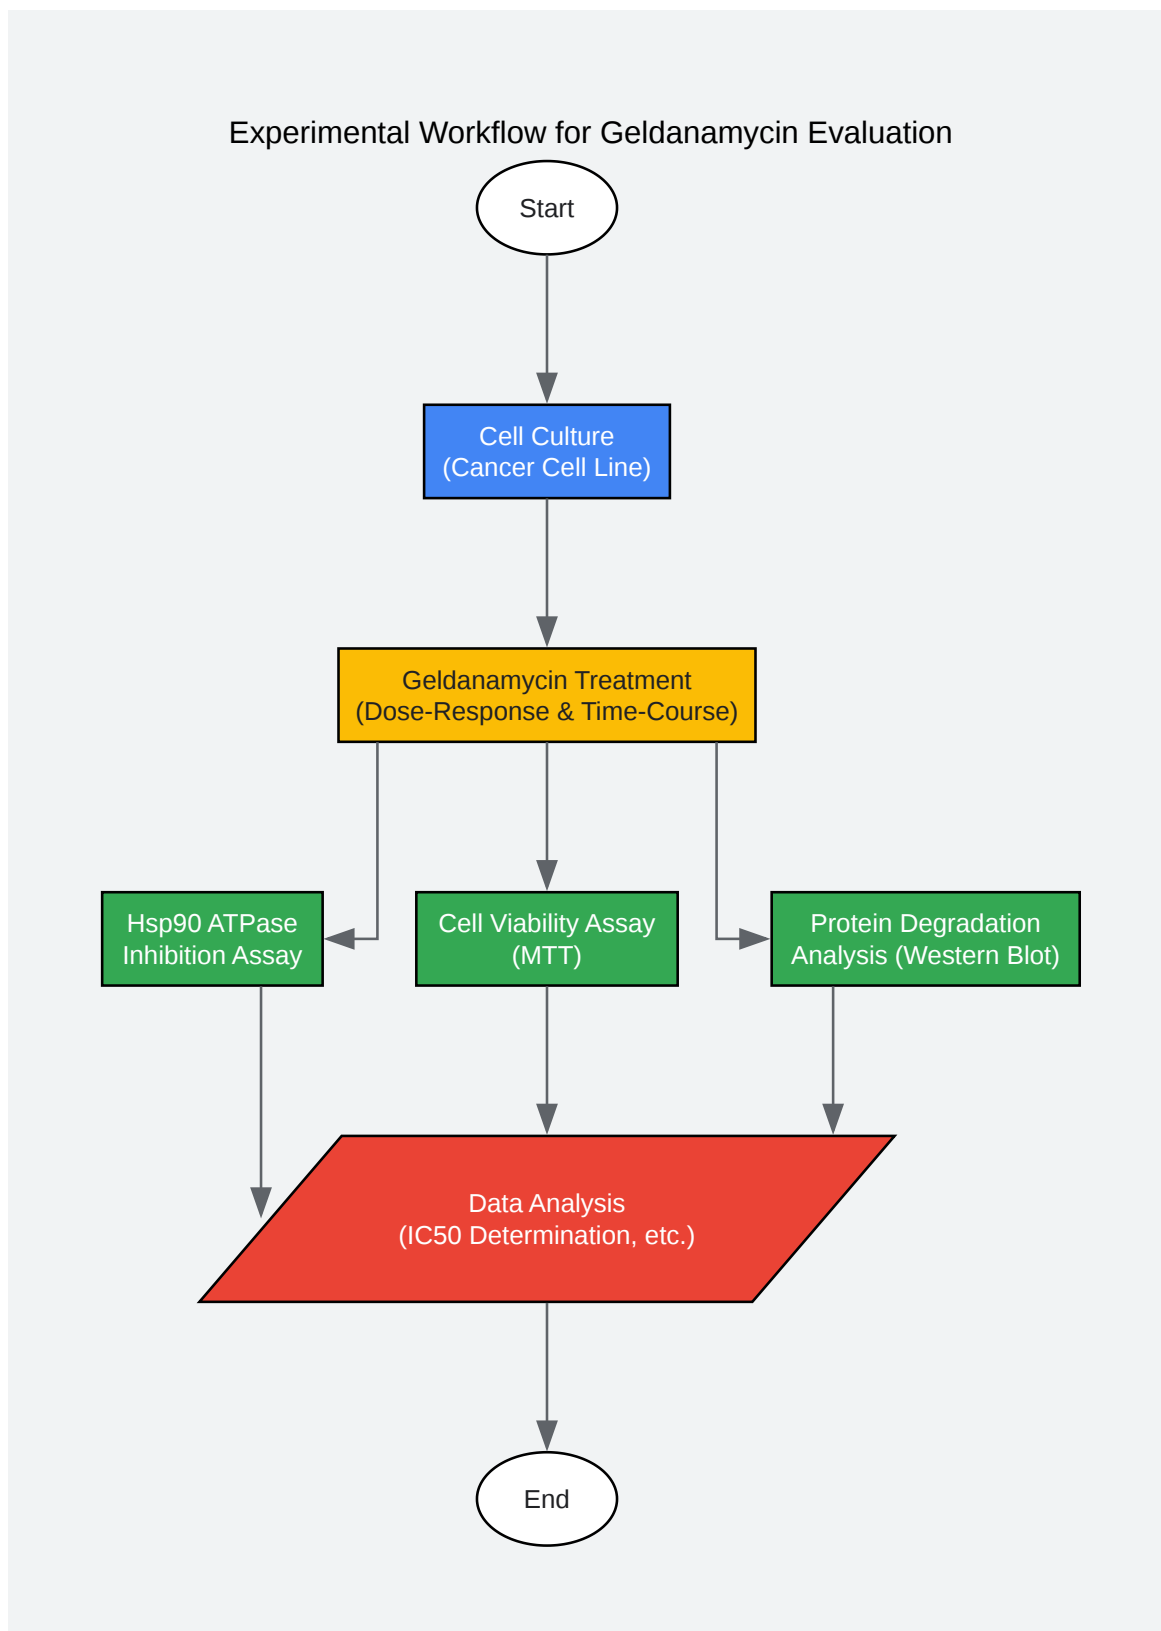 Experimental Workflow for Geldanamycin Evaluation
Start
Cell Culture
(Cancer Cell Line)
Geldanamycin Treatment
(Dose-Response & Time-Course)
Hsp90 ATPase
Inhibition Assay
Cell Viability Assay
(MTT)
Protein Degradation
Analysis (Western Blot)
Data Analysis
(IC50 Determination, etc.)
End